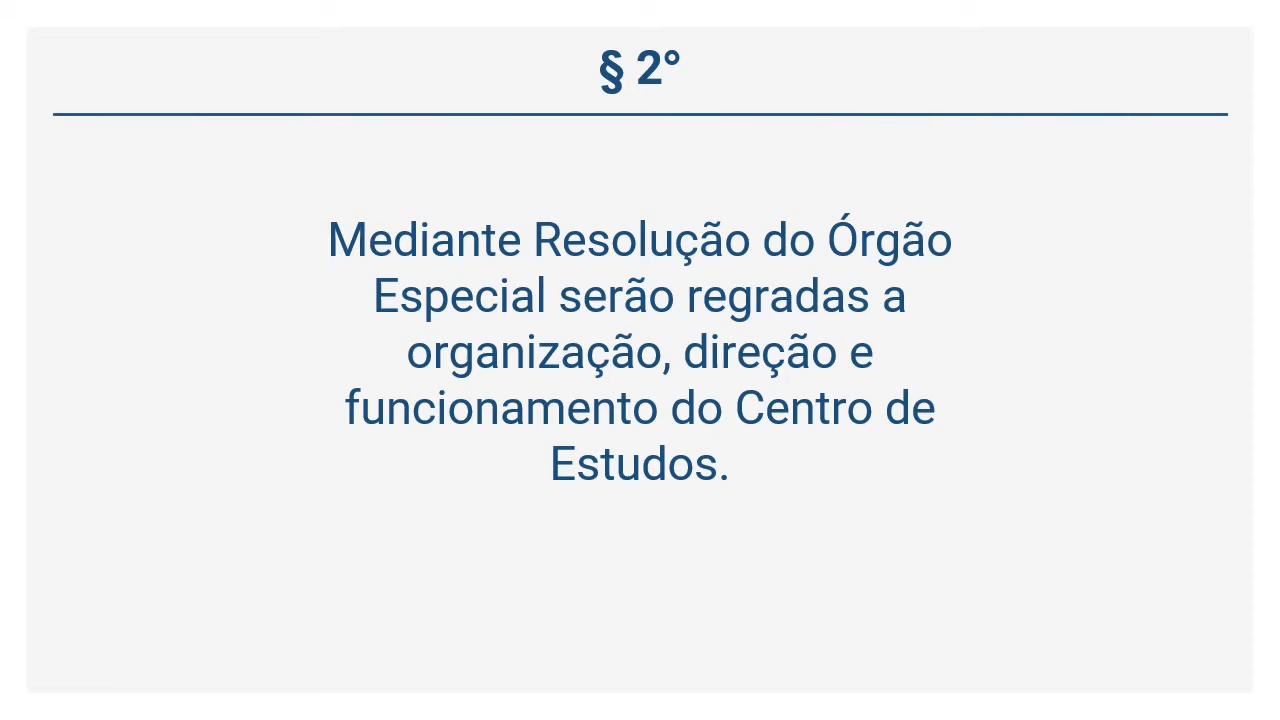 § 2°
Mediante Resolução do Órgão
Especial serão regradas a
organização, direção e
funcionamento do Centro de
Estudos.